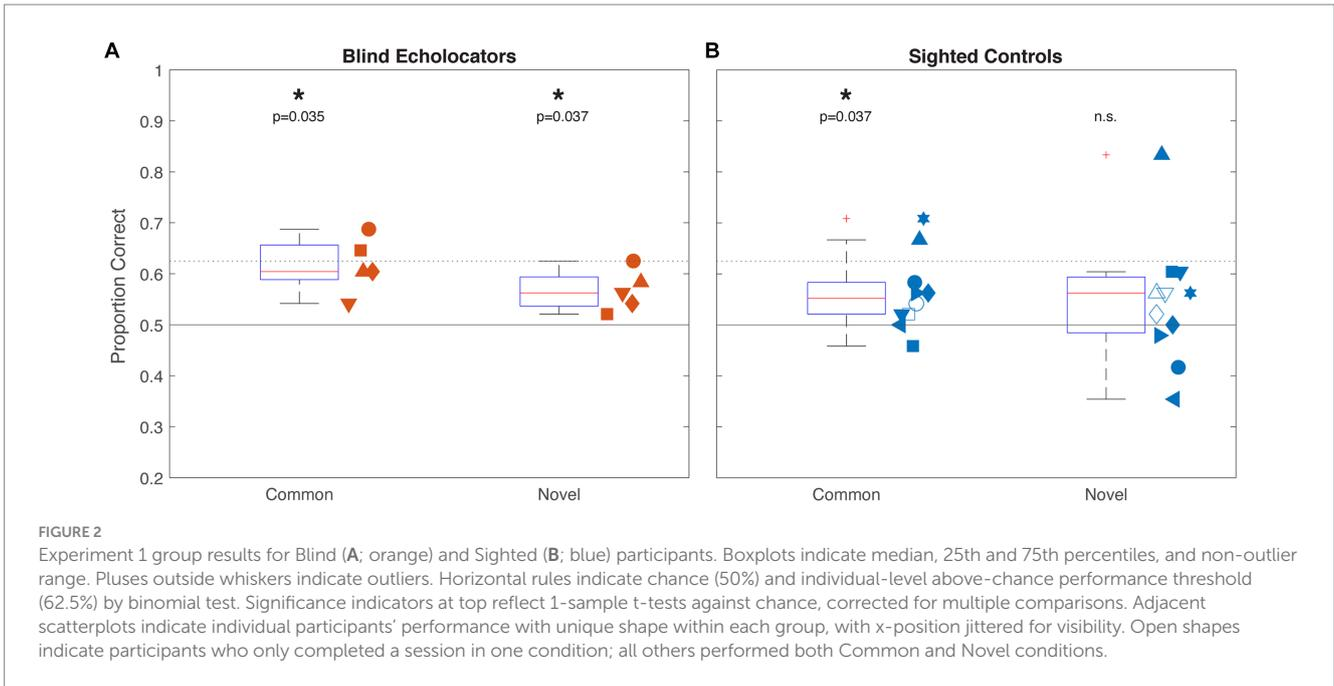 A
Blind Echolocators
B
Sighted Controls
Proportion Correct
1
0.9
0.8
0.7
0.6
0.5
0.4
0.3
0.2
*
p=0.035
*
p=0.037
*
p=0.037
n.s.
+
+
Common
Novel
Common
Novel
FIGURE 2
Experiment 1 group results for Blind (A; orange) and Sighted (B; blue) participants. Boxplots indicate median, 25th and 75th percentiles, and non-outlier
range. Pluses outside whiskers indicate outliers. Horizontal rules indicate chance (50%) and individual-level above-chance performance threshold
(62.5%) by binomial test. Significance indicators at top reflect 1-sample t-tests against chance, corrected for multiple comparisons. Adjacent
scatterplots indicate individual participants' performance with unique shape within each group, with x-position jittered for visibility. Open shapes
indicate participants who only completed a session in one condition; all others performed both Common and Novel conditions.